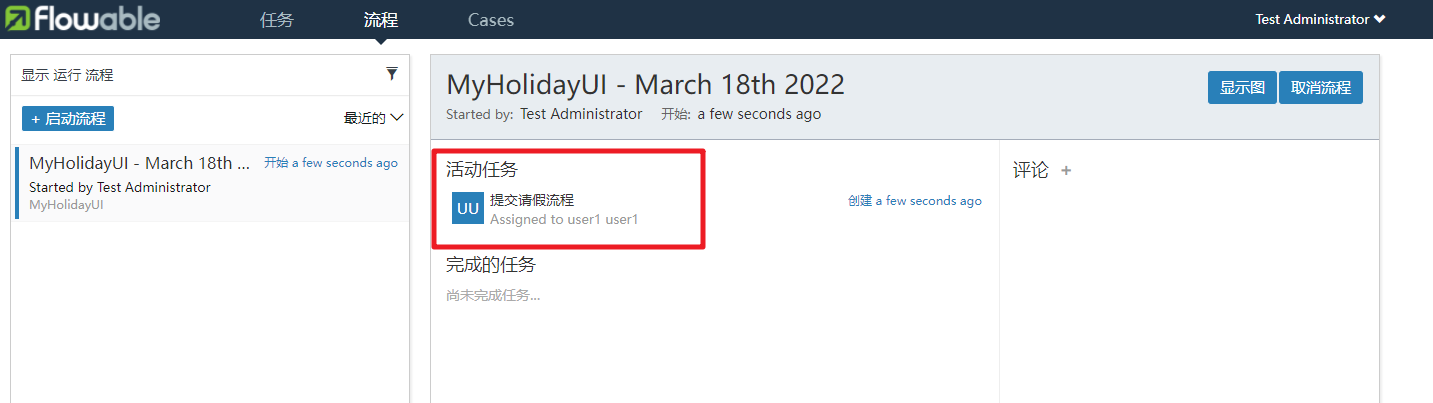 flowable 任务 流程 Cases Test Administrator
显示 运行 流程
+ 启动流程 最近的
MyHolidayUI - March 18th ... 开始 a few seconds ago
Started by Test Administrator
MyHolidayUI
MyHolidayUI - March 18th 2022
Started by: Test Administrator 开始: a few seconds ago
显示图 取消流程
活动任务
UU 提交请假流程 创建 a few seconds ago
Assigned to user1 user1
完成的任务
尚未完成任务...
评论 +